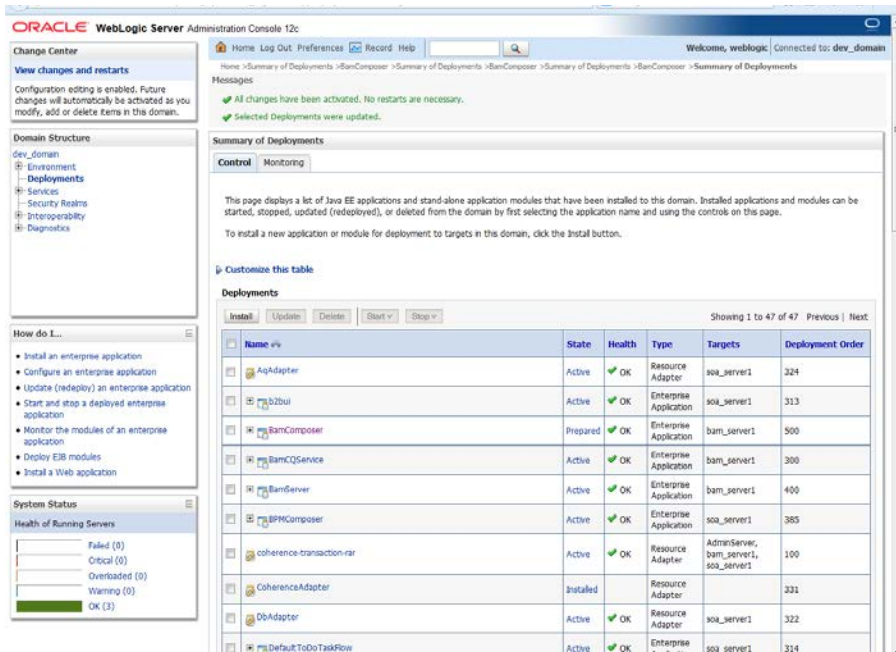 ORACLE WebLogic Server Administration Console 12c
Change Center
View changes and restarts
Configuration editing is enabled. Future
changes will automatically be activated as you
modify, add or delete items in this domain.
Domain Structure
dev_domain
Environment
Deployments
Services
Security Realms
Interoperability
Diagnostics
How do I...
Install an enterprise application
Configure an enterprise application
Update (redeploy) an enterprise application
Start and stop a deployed enterprise
application
Monitor the modules of an enterprise
application
Deploy EJB modules
Install a Web application
System Status
Health of Running Servers
Failed (0)
Critical (0)
Overloaded (0)
Warning (0)
OK (3)
Home Log Out Preferences Record Help
Welcome, weblogic Connected to: dev_domain
Home >Summary of Deployments >BamComposer >Summary of Deployments >BamComposer >Summary of Deployments >BamComposer >Summary of Deployments
Messages
All changes have been activated. No restarts are necessary.
Selected Deployments were updated.
Summary of Deployments
Control Monitoring
This page displays a list of Java EE applications and stand-alone application modules that have been installed to this domain. Installed applications and modules can be
started, stopped, updated (redeployed), or deleted from the domain by first selecting the application name and using the controls on this page.
To install a new application or module for deployment to targets in this domain, click the Install button.
Customize this table
Deployments
Install Update Delete Start Stop Showing 1 to 47 of 47 Previous | Next
Name State Health Type Targets Deployment Order
AqAdapter Active OK Resource Adapter soa_server1 324
b2bui Active OK Enterprise Application soa_server1 313
BamComposer Prepared OK Enterprise Application bam_server1 500
BamCQService Active OK Enterprise Application bam_server1 300
BamServer Active OK Enterprise Application bam_server1 400
BPMComposer Active OK Enterprise Application soa_server1 385
coherence-transaction-rar Active OK Resource Adapter AdminServer, bam_server1, soa_server1 100
CoherenceAdapter Installed Resource Adapter 331
DbAdapter Active OK Resource Adapter soa_server1 322
DefaultToDoTaskFlow Active OK Enterprise soa_server1 314